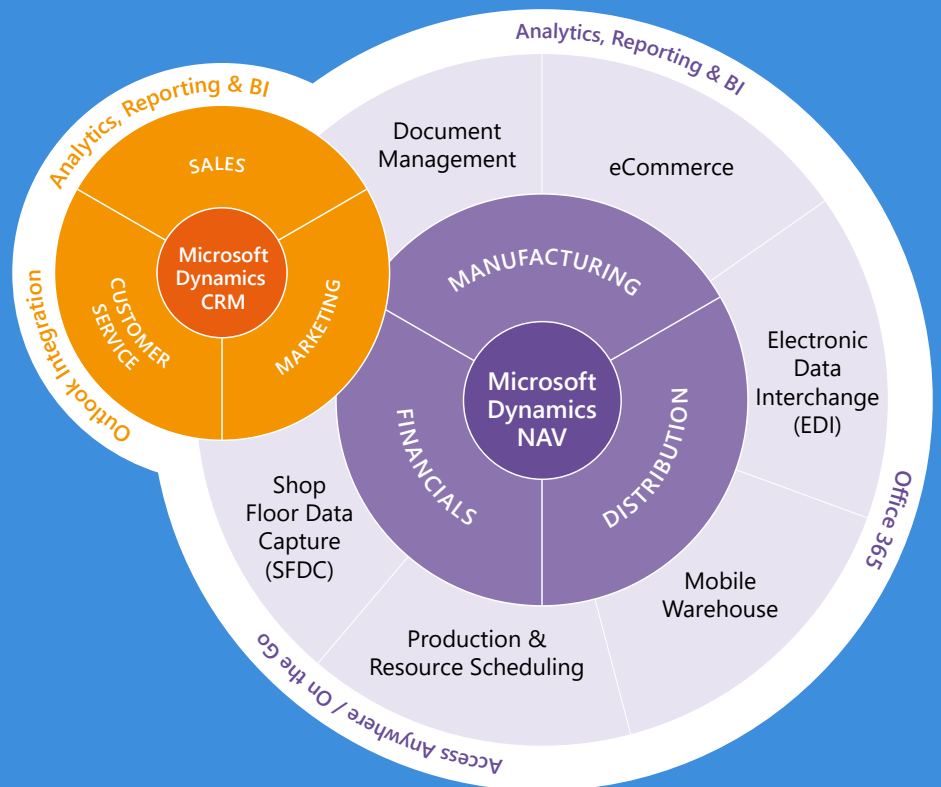 Analytics, Reporting & BI
Analytics, Reporting & BI
Document
Management
eCommerce
SALES
Microsoft
Dynamics
CRM
CUSTOMER
SERVICE
MARKETING
Outlook Integration
MANUFACTURING
Microsoft
Dynamics
NAV
FINANCIALS
DISTRIBUTION
Electronic
Data
Interchange
(EDI)
Office 365
Shop
Floor Data
Capture
(SFDC)
Mobile
Warehouse
Production &
Resource Scheduling
Access Anywhere / On the Go